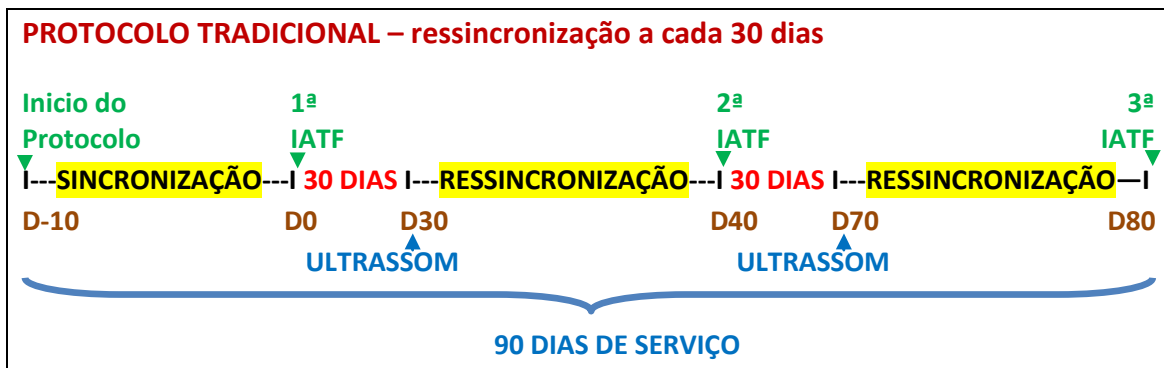 PROTOCOLO TRADICIONAL – ressincronização a cada 30 dias
Inicio do 1ª 2ª 3ª
Protocolo IATF IATF IATF
I---SINCRONIZAÇÃO---I 30 DIAS I---RESSINCRONIZAÇÃO---I 30 DIAS I---RESSINCRONIZAÇÃO—I
D-10 D0 D30 D40 D70 D80
ULTRASSOM ULTRASSOM
90 DIAS DE SERVIÇO